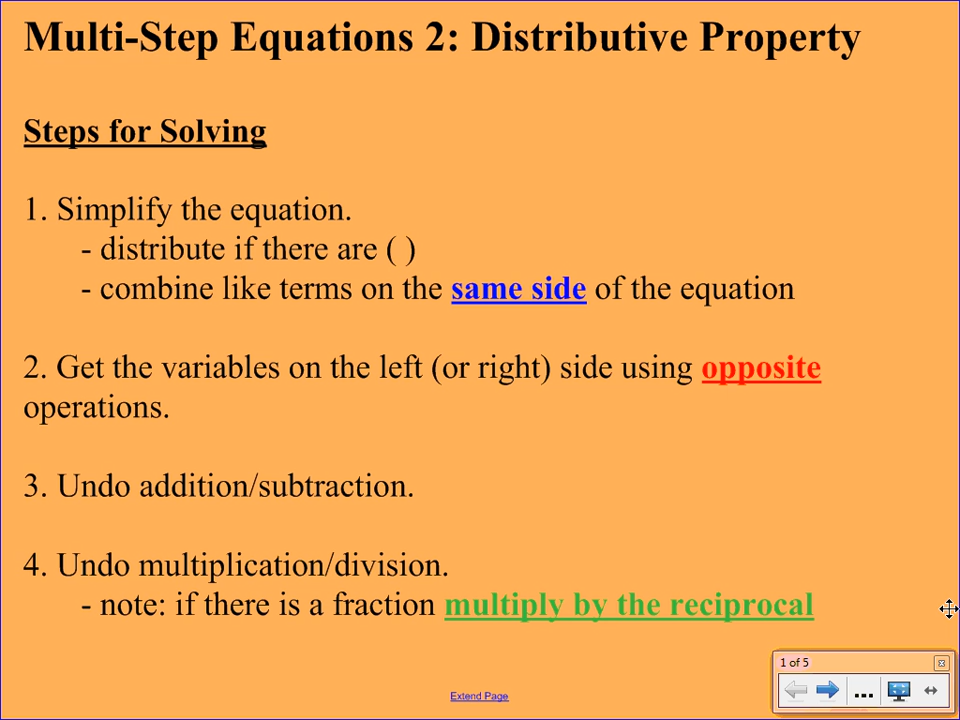 Multi-Step Equations 2: Distributive Property
Steps for Solving
1. Simplify the equation.
- distribute if there are ( )
- combine like terms on the same side of the equation
2. Get the variables on the left (or right) side using opposite
operations.
3. Undo addition/subtraction.
4. Undo multiplication/division.
- note: if there is a fraction multiply by the reciprocal
1 of 5
Extend Page